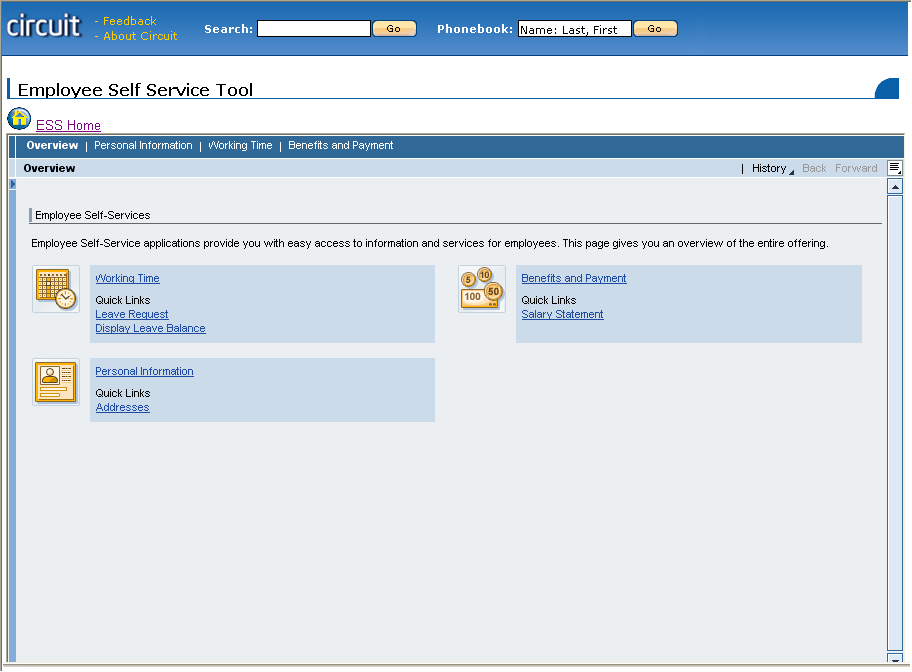 circuit
- Feedback
- About Circuit
Search: Go Phonebook: Name: Last, First Go
Employee Self Service Tool
ESS Home
Overview | Personal Information | Working Time | Benefits and Payment
Overview | History Back Forward
Employee Self-Services
Employee Self-Service applications provide you with easy access to information and services for employees. This page gives you an overview of the entire offering.
Working Time
Quick Links
Leave Request
Display Leave Balance
5 10
100 50
Benefits and Payment
Quick Links
Salary Statement
Personal Information
Quick Links
Addresses